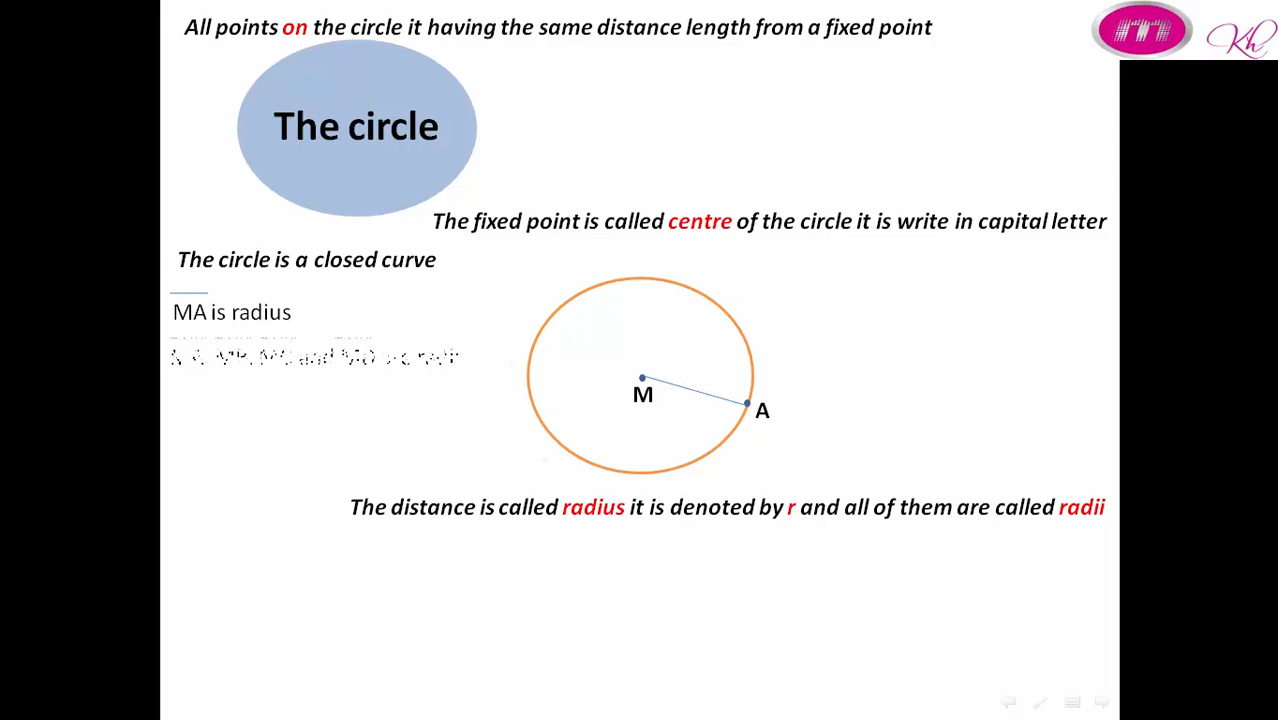 All points on the circle it having the same distance length from a fixed point
Kh
The circle
The fixed point is called centre of the circle it is write in capital letter
The circle is a closed curve
MA is radius
and
M
A
The distance is called radius it is denoted by r and all of them are called radii